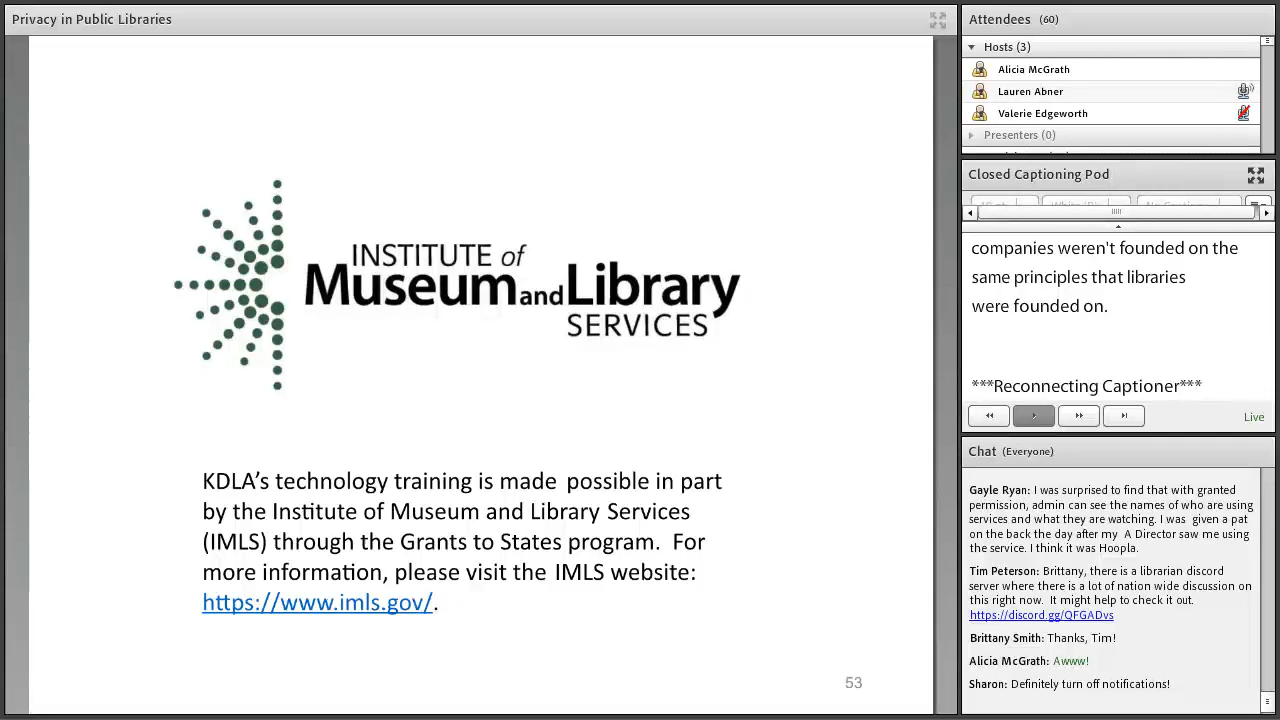 Privacy in Public Libraries
INSTITUTE of
Museum and Library
SERVICES
KDLA's technology training is made possible in part
by the Institute of Museum and Library Services
(IMLS) through the Grants to States program. For
more information, please visit the IMLS website:
https://www.imls.gov/.
53
Attendees (60)
Hosts (3)
Alicia McGrath
Lauren Abner
Valerie Edgeworth
Presenters (0)
Closed Captioning Pod
companies weren't founded on the
same principles that libraries
were founded on.
***Reconnecting Captioner***
Live
Chat (Everyone)
Gayle Ryan: I was surprised to find that with granted
permission, admin can see the names of who are using
services and what they are watching. I was given a pat
on the back the day after my A Director saw me using
the service. I think it was Hoopla.
Tim Peterson: Brittany, there is a librarian discord
server where there is a lot of nation wide discussion on
this right now. It might help to check it out.
https://discord.gg/QFGADvs
Brittany Smith: Thanks, Tim!
Alicia McGrath: Awww!
Sharon: Definitely turn off notifications!